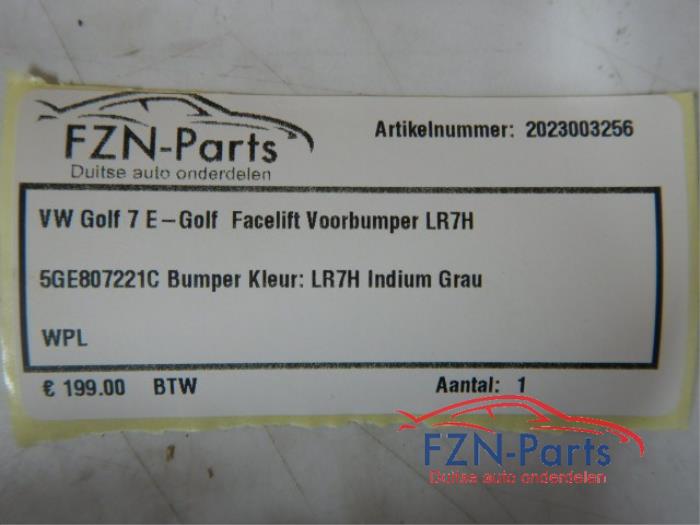 FZN-Parts
Duitse auto onderdelen
Artikelnummer: 2023003256
VW Golf 7 E-Golf Facelift Voorbumper LR7H
5GE807221C Bumper Kleur: LR7H Indium Grau
WPL
€ 199.00 BTW Aantal: 1
FZN-Parts
Duitse auto onderdelen